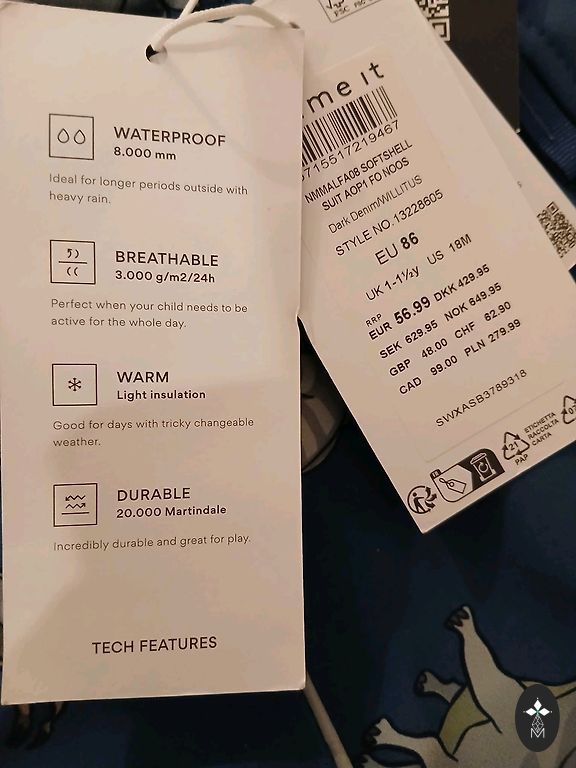 WATERPROOF
8.000 mm
Ideal for longer periods outside with
heavy rain.
BREATHABLE
3.000 g/m2/24h
Perfect when your child needs to be
active for the whole day.
WARM
Light insulation
Good for days with tricky changeable
weather.
DURABLE
20.000 Martindale
Incredibly durable and great for play.
TECH FEATURES
me it
715517219467
NMMALFA08 SOFTSHELL
SUIT AOP1 FO NOOS
Dark Denim/WILLITUS
STYLE NO. 13228605
EU 86
UK 1-1½y US 18M
RRP
EUR 56.99 DKK 429.95
SEK 629.95 NOK 649.95
GBP 48.00 CHF 62.90
CAD 99.00 PLN 279.99
SWXASB3789318
FR
21
PAP
ETICHETTA
RACCOLTA
CARTA
07
M